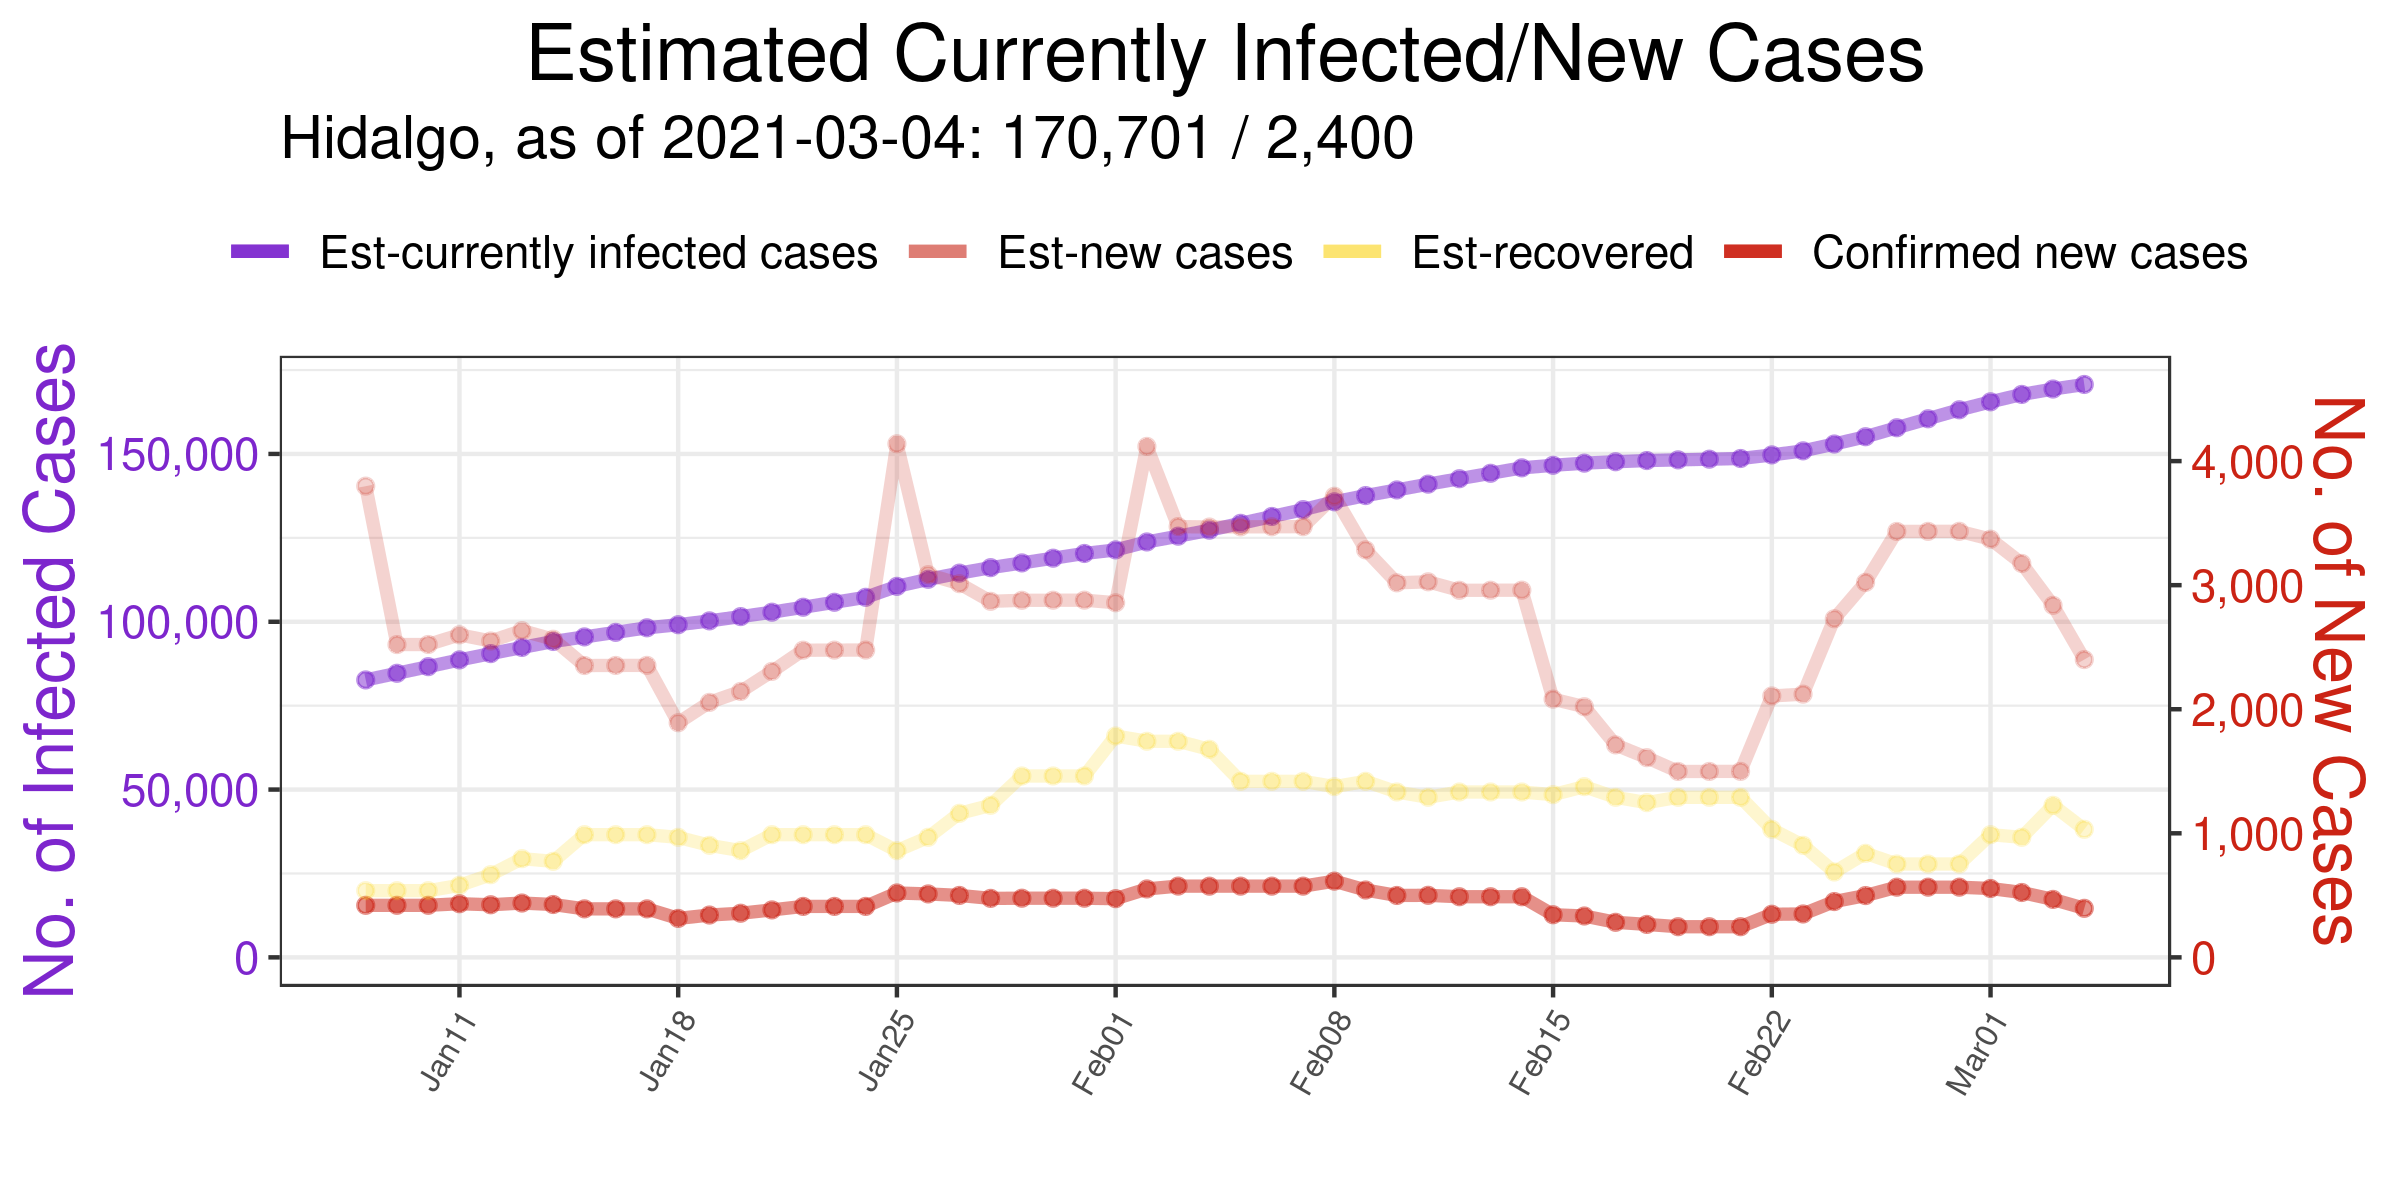 Estimated Currently Infected/New Cases
Hidalgo, as of 2021-03-04: 170,701 / 2,400
Est-currently infected cases Est-new cases Est-recovered Confirmed new cases
No. of Infected Cases
150,000
100,000
50,000
0
4,000
3,000
2,000
1,000
0
No. of New Cases
Jan11 Jan18 Jan25 Feb01 Feb08 Feb15 Feb22 Mar01